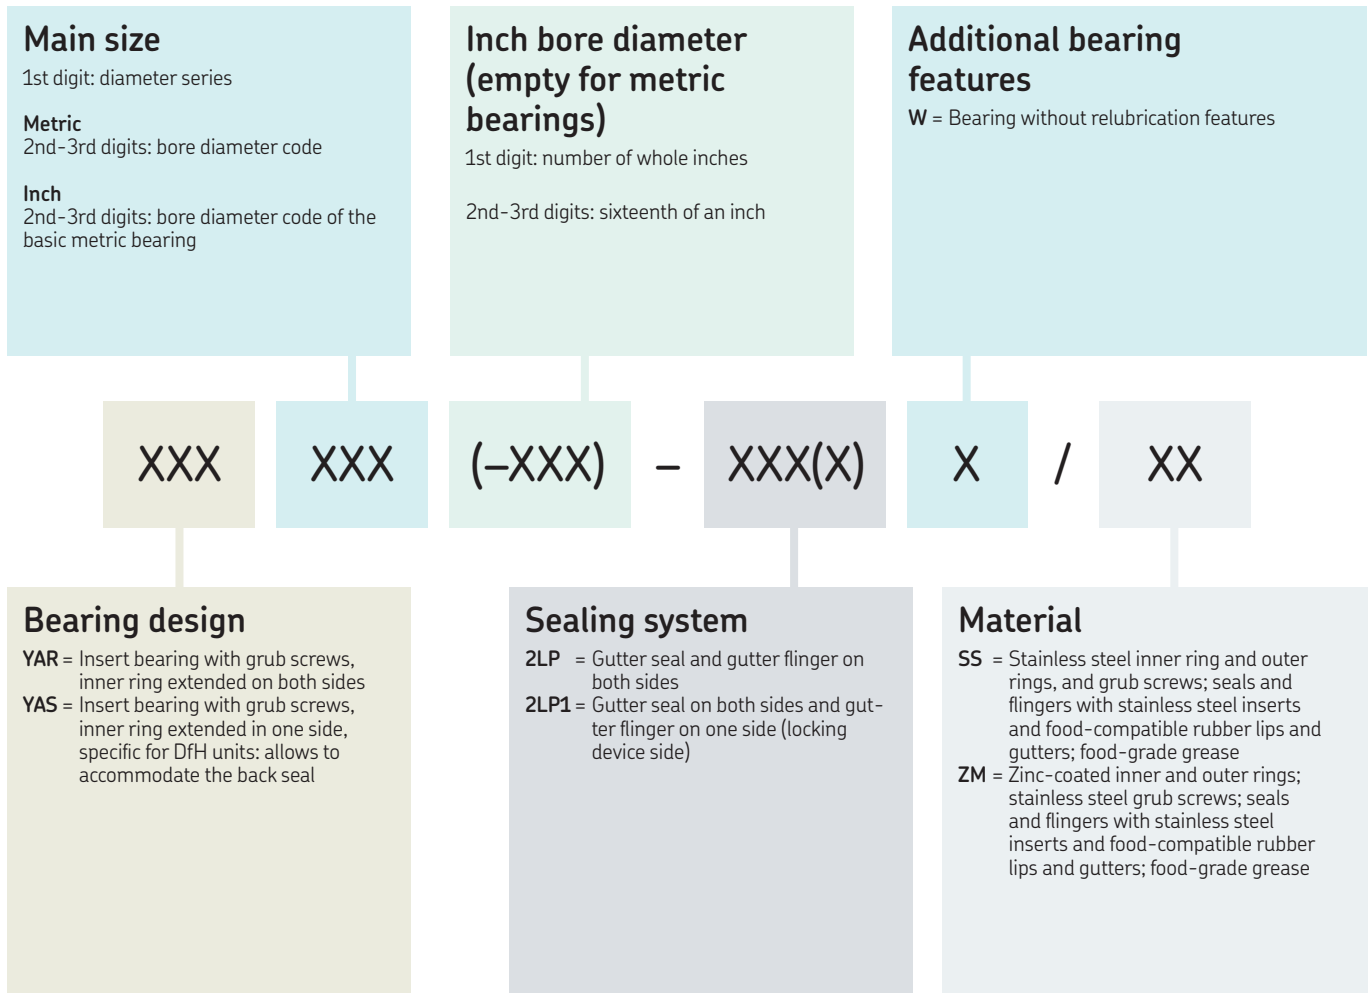 Main size
1st digit: diameter series
Metric
2nd-3rd digits: bore diameter code
Inch
2nd-3rd digits: bore diameter code of the
basic metric bearing
Inch bore diameter
(empty for metric
bearings)
1st digit: number of whole inches
2nd-3rd digits: sixteenth of an inch
Additional bearing
features
W = Bearing without relubrication features
XXX XXX (–XXX) – XXX(X) X / XX
Bearing design
YAR = Insert bearing with grub screws,
inner ring extended on both sides
YAS = Insert bearing with grub screws,
inner ring extended in one side,
specific for DfH units: allows to
accommodate the back seal
Sealing system
2LP = Gutter seal and gutter flinger on
both sides
2LP1 = Gutter seal on both sides and gut-
ter flinger on one side (locking
device side)
Material
SS = Stainless steel inner ring and outer
rings, and grub screws; seals and
flingers with stainless steel inserts
and food-compatible rubber lips and
gutters; food-grade grease
ZM = Zinc-coated inner and outer rings;
stainless steel grub screws; seals
and flingers with stainless steel
inserts and food-compatible rubber
lips and gutters; food-grade grease